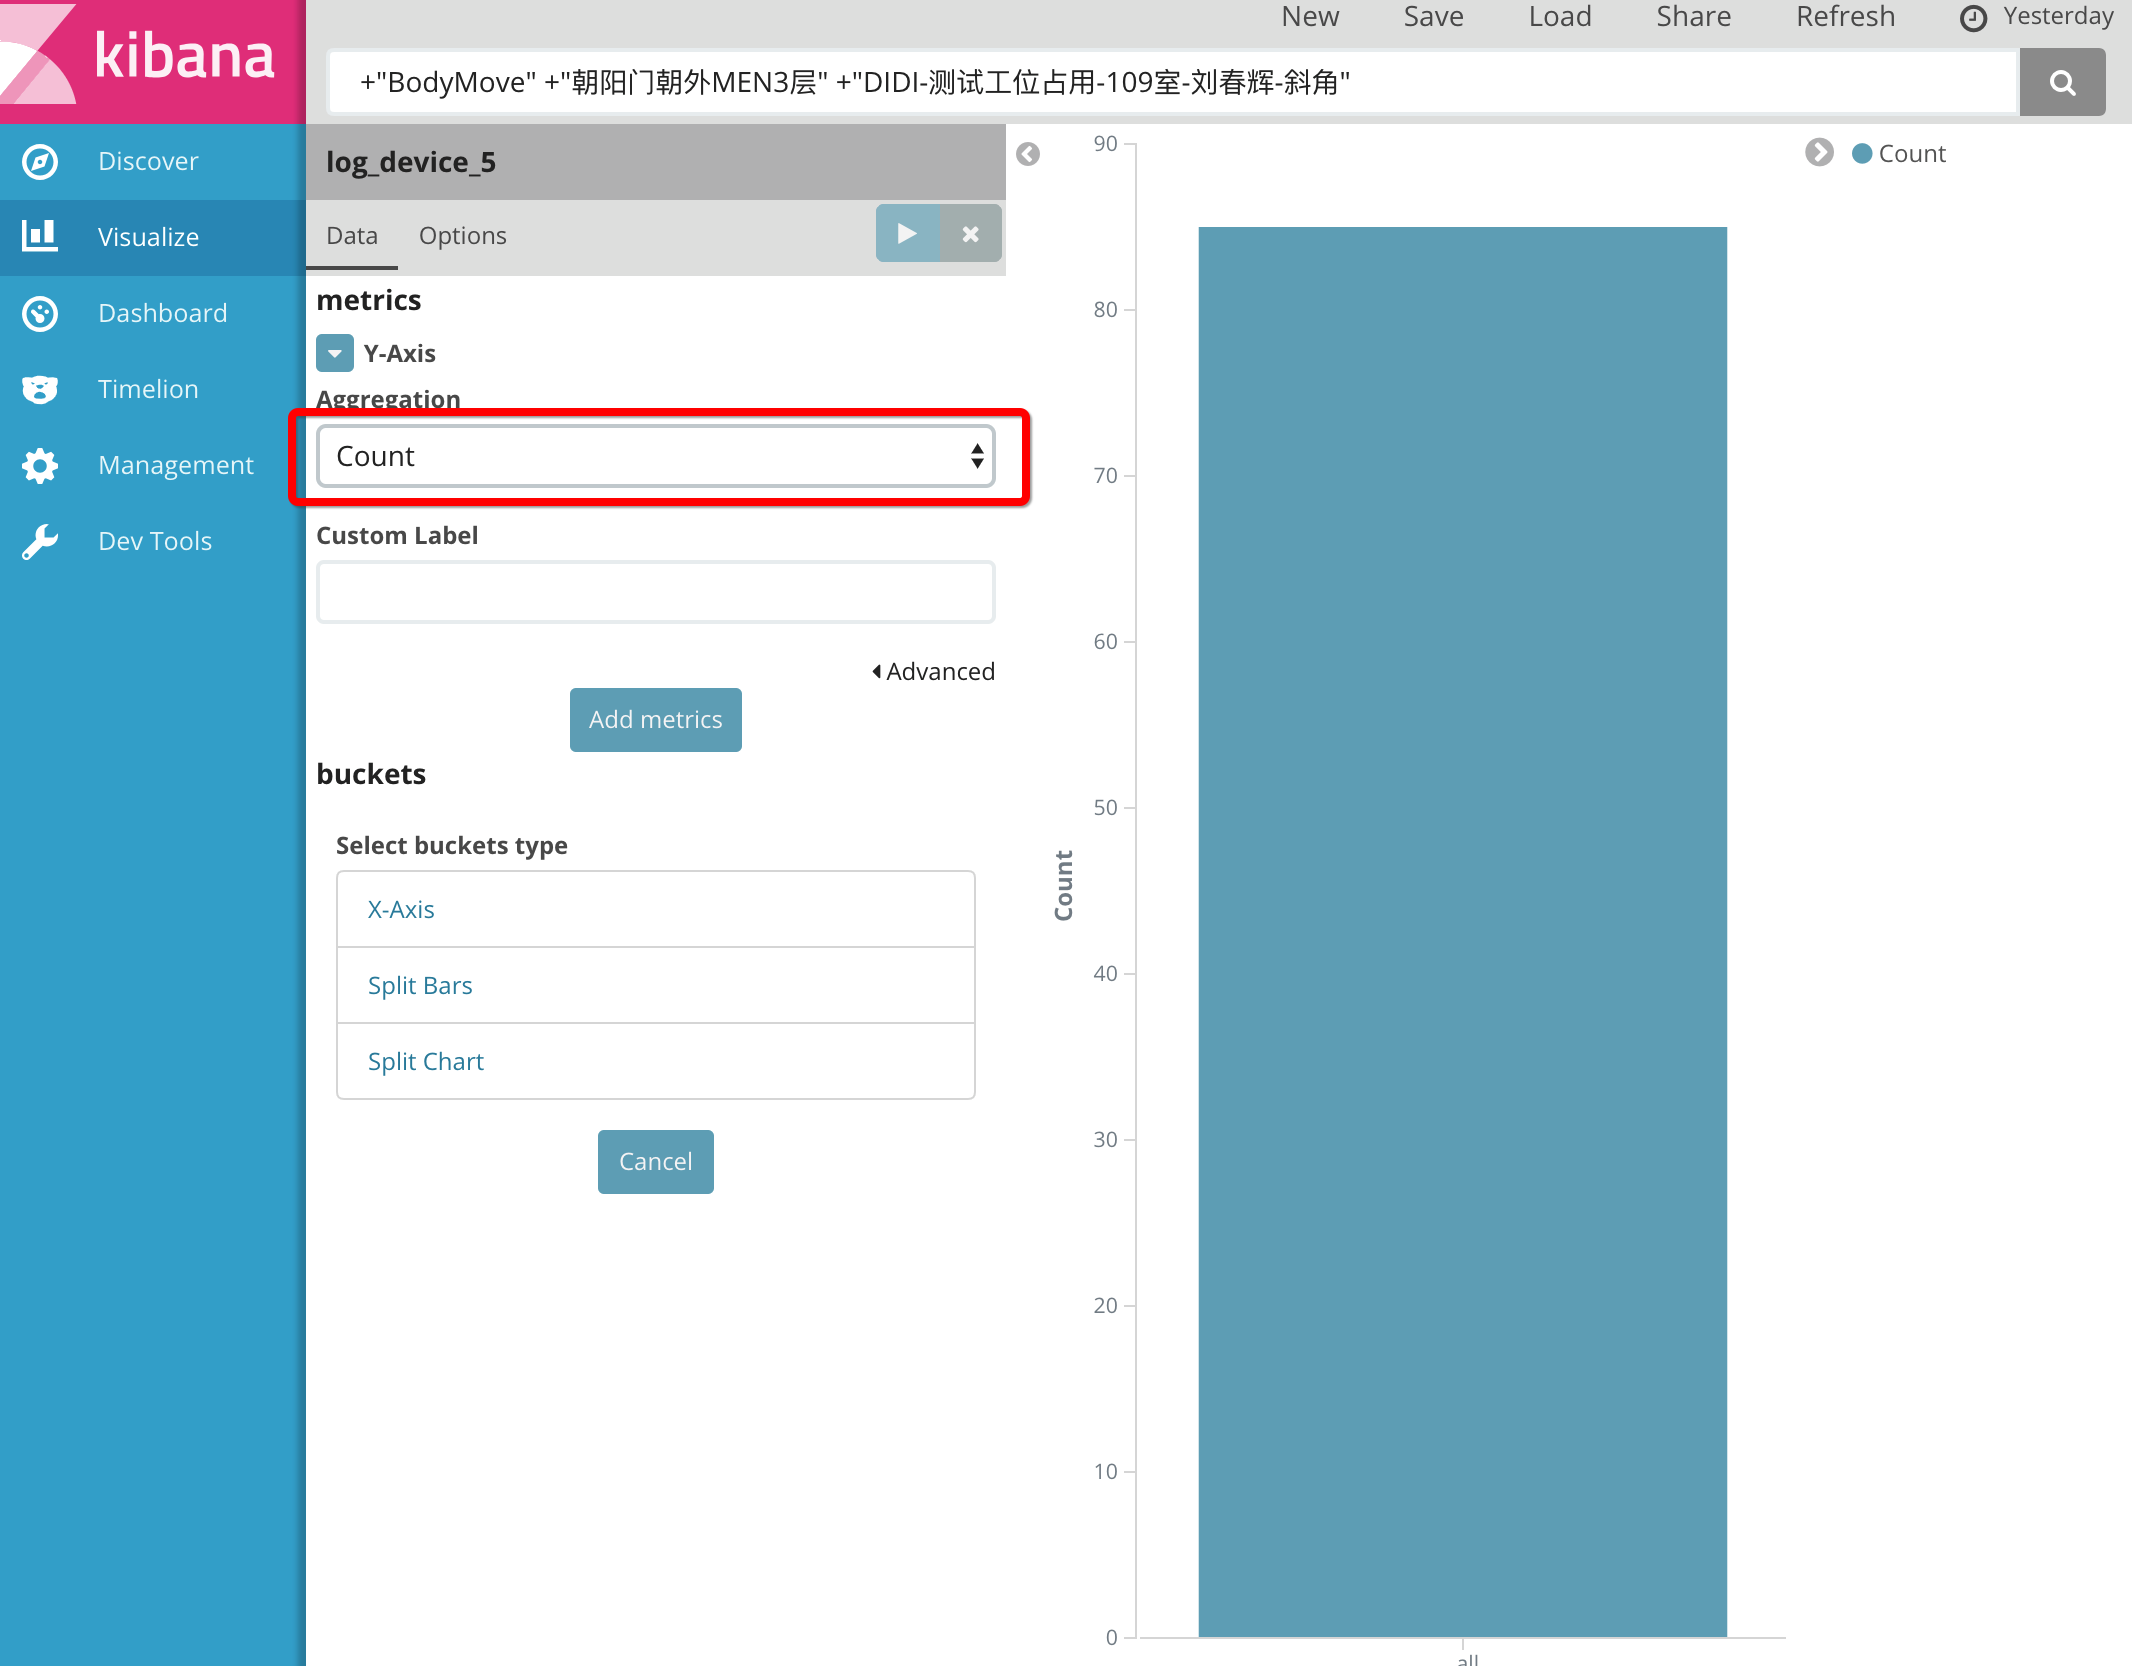 kibana
New Save Load Share Refresh Yesterday
+"BodyMove" +"朝阳门朝外MEN3层" +"DIDI-测试工位占用-109室-刘春辉-斜角"
Discover
Visualize
Dashboard
Timelion
Management
Dev Tools
log_device_5
Data Options
metrics
Y-Axis
Aggregation
Count
Custom Label
Advanced
Add metrics
buckets
Select buckets type
X-Axis
Split Bars
Split Chart
Cancel
Count
90
80
70
60
50
40
30
20
10
0
Count
all